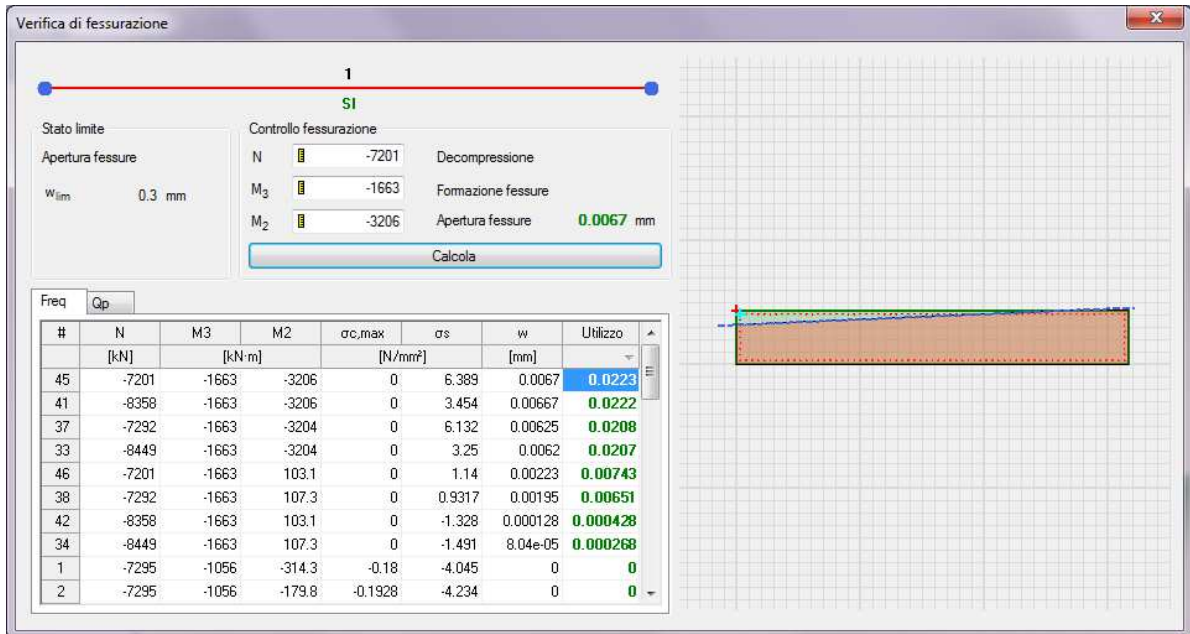 Verifica di fessurazione
x
1
SI
Stato limite
Apertura fessure
wlim 0.3 mm
Controllo fessurazione
N -7201 Decompressione
M3 -1663 Formazione fessure
M2 -3206 Apertura fessure 0.0067 mm
Calcola
Freq Qp
# N M3 M2 σc,max σs w Utilizzo
[kN] [kN·m] [N/mm²] [mm]
45 -7201 -1663 -3206 0 6.389 0.0067 0.0223
41 -8358 -1663 -3206 0 3.454 0.00667 0.0222
37 -7292 -1663 -3204 0 6.132 0.00625 0.0208
33 -8449 -1663 -3204 0 3.25 0.0062 0.0207
46 -7201 -1663 103.1 0 1.14 0.00223 0.00743
38 -7292 -1663 107.3 0 0.9317 0.00195 0.00651
42 -8358 -1663 103.1 0 -1.328 0.000128 0.000428
34 -8449 -1663 107.3 0 -1.491 8.04e-05 0.000268
1 -7295 -1056 -314.3 -0.18 -4.045 0 0
2 -7295 -1056 -179.8 -0.1928 -4.234 0 0